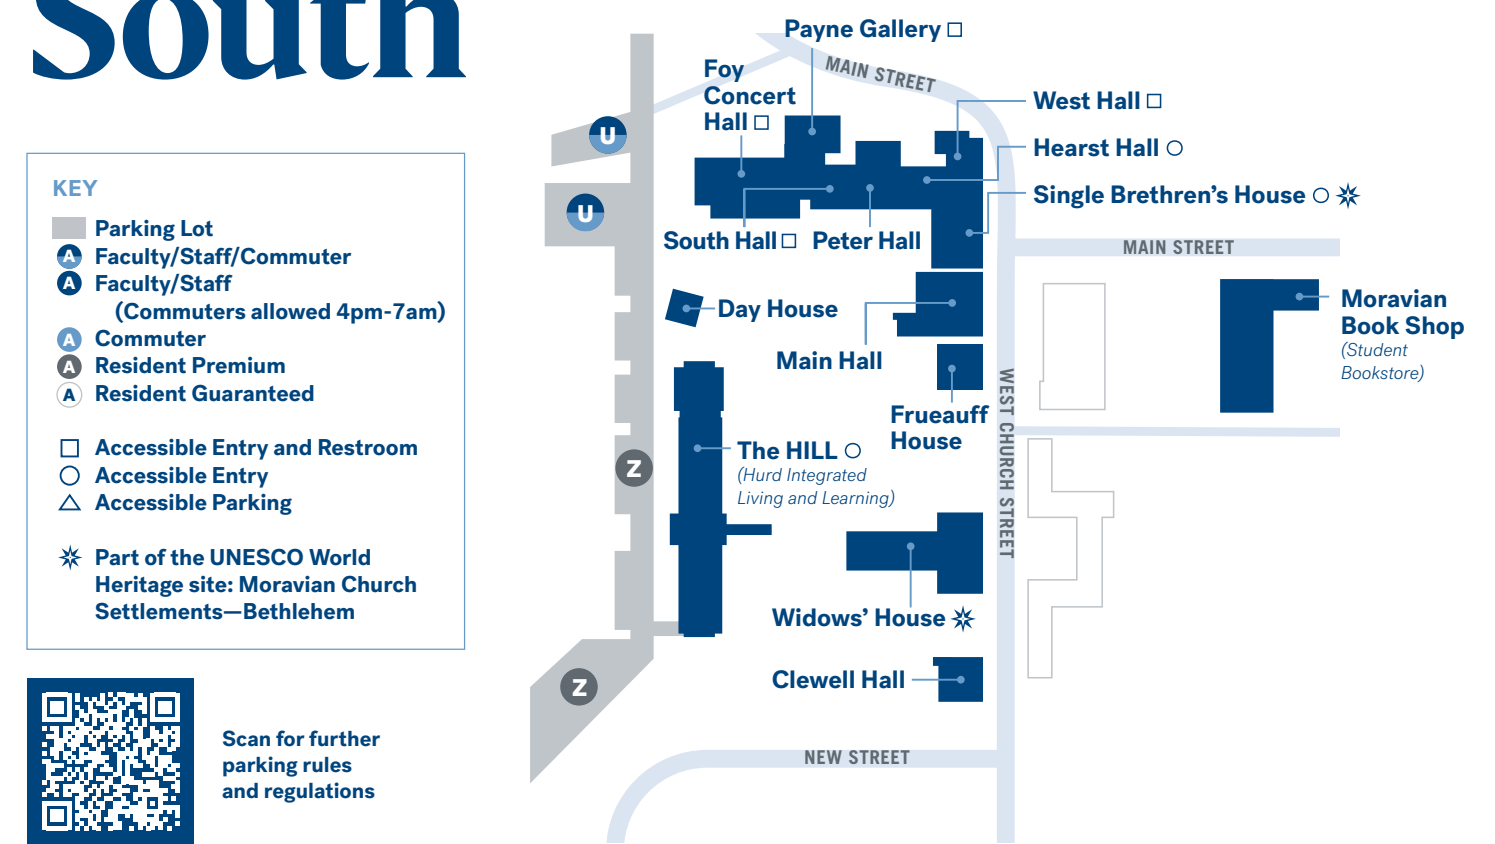 South
KEY
Parking Lot
A Faculty/Staff/Commuter
A Faculty/Staff
(Commuters allowed 4pm-7am)
A Commuter
A Resident Premium
A Resident Guaranteed
Accessible Entry and Restroom
Accessible Entry
Accessible Parking
Part of the UNESCO World
Heritage site: Moravian Church
Settlements—Bethlehem
Scan for further
parking rules
and regulations
Payne Gallery
MAIN STREET
Foy
Concert
Hall
West Hall
U
Hearst Hall
Single Brethren's House
U
South Hall
Peter Hall
MAIN STREET
Day House
Moravian
Book Shop
(Student
Bookstore)
Main Hall
Frueauff
House
WEST CHURCH STREET
The HILL
(Hurd Integrated
Living and Learning)
Z
Widows' House
Clewell Hall
Z
NEW STREET